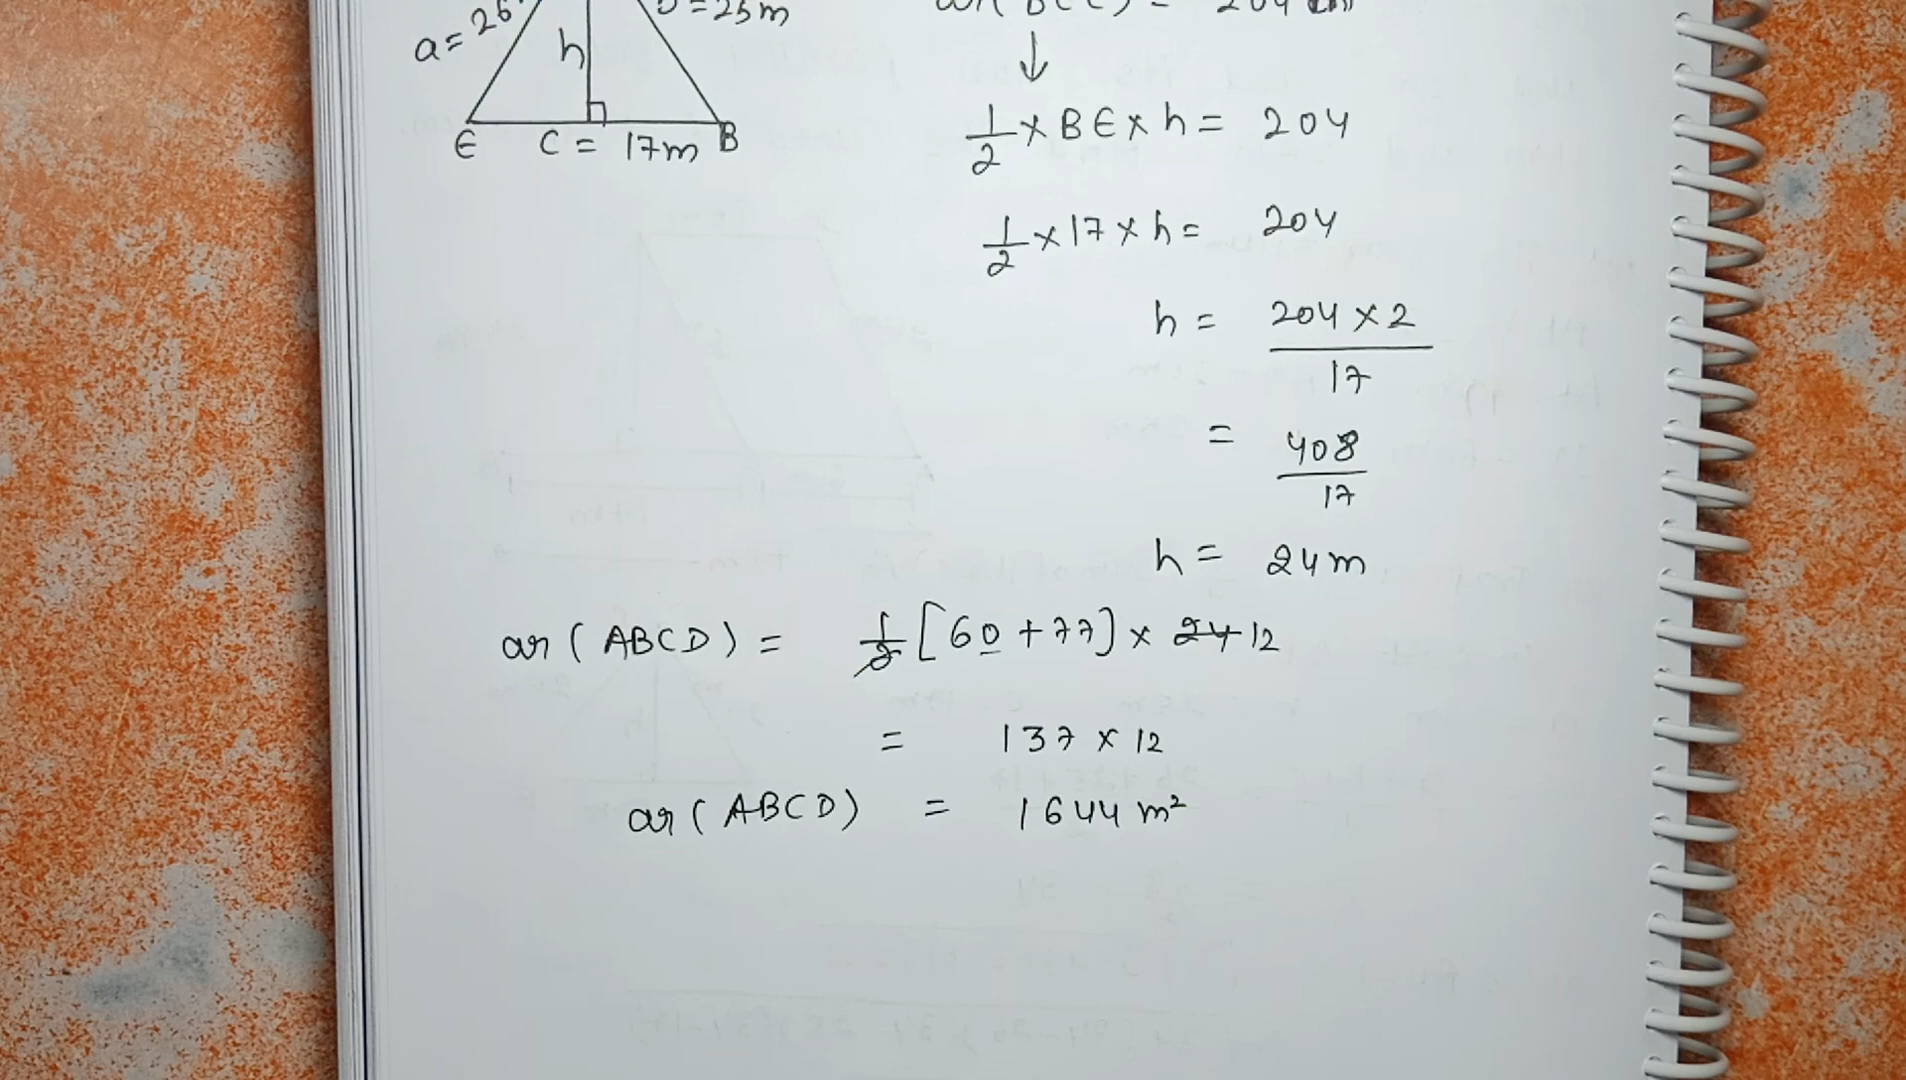 a = 26
h
= 25m
E C = 17m B
204
↓
1/2 × BE × h = 204
1/2 × 17 × h = 204
h = 204 × 2 / 17
= 408 / 17
h = 24m
ar (ABCD) = 1/2 [60 + 77] × 24 12
= 137 × 12
ar (ABCD) = 1644 m²